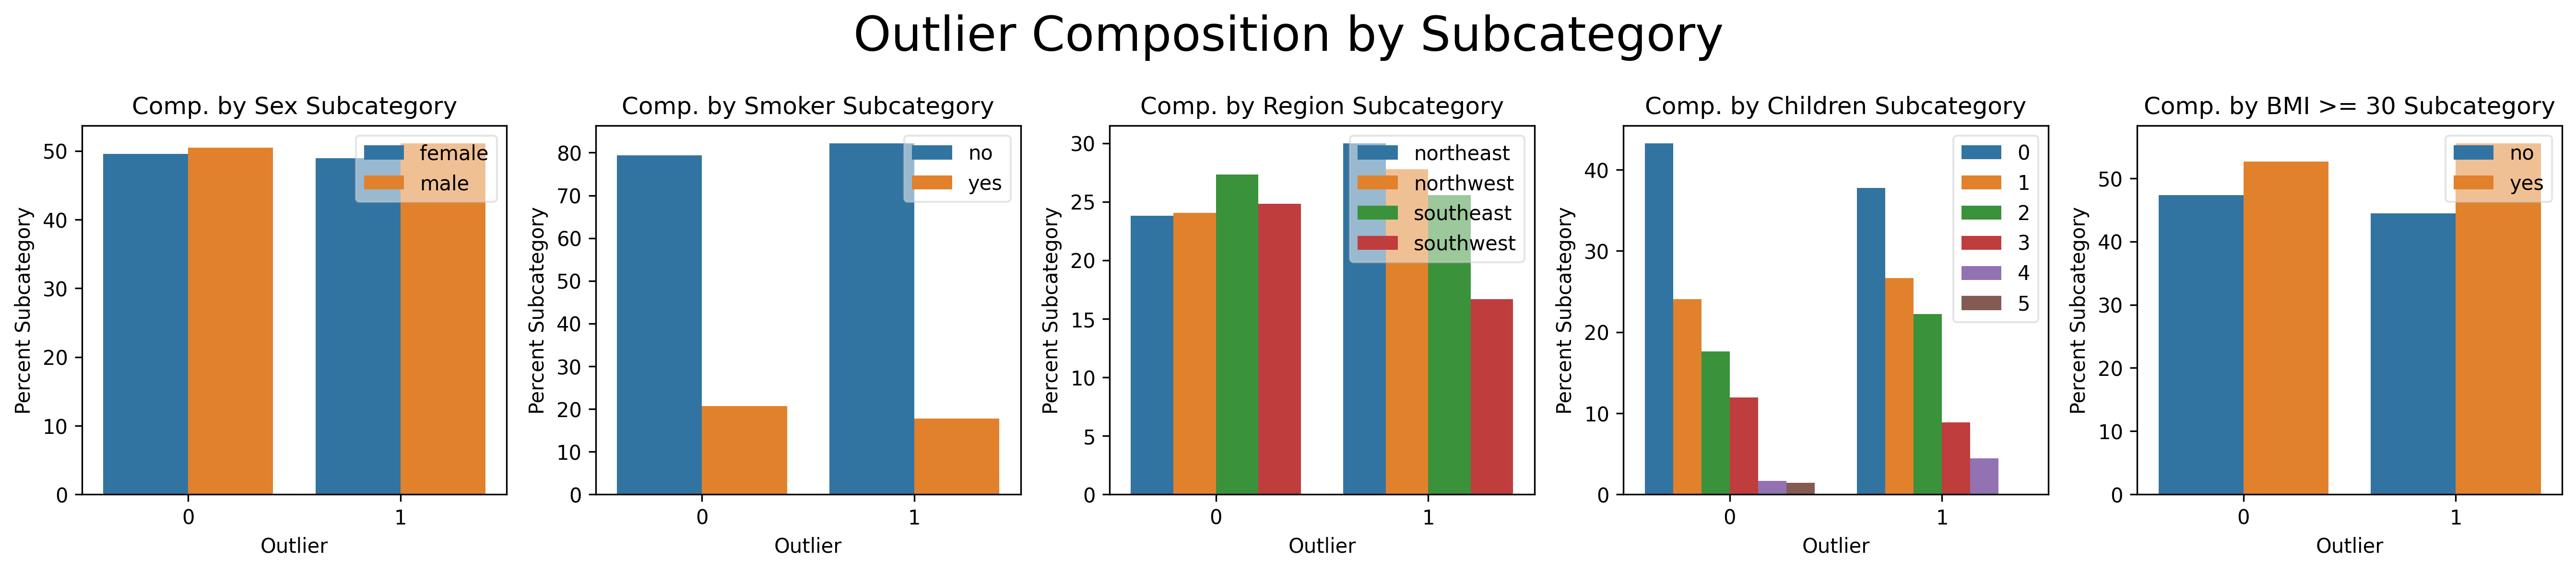 Outlier Composition by Subcategory
Comp. by Sex Subcategory
Percent Subcategory
50
40
30
20
10
0
female
male
0
1
Outlier
Comp. by Smoker Subcategory
Percent Subcategory
80
70
60
50
40
30
20
10
0
no
yes
0
1
Outlier
Comp. by Region Subcategory
Percent Subcategory
30
25
20
15
10
5
0
northeast
northwest
southeast
southwest
0
1
Outlier
Comp. by Children Subcategory
Percent Subcategory
40
30
20
10
0
0
1
2
3
4
5
0
1
Outlier
Comp. by BMI >= 30 Subcategory
Percent Subcategory
50
40
30
20
10
0
no
yes
0
1
Outlier